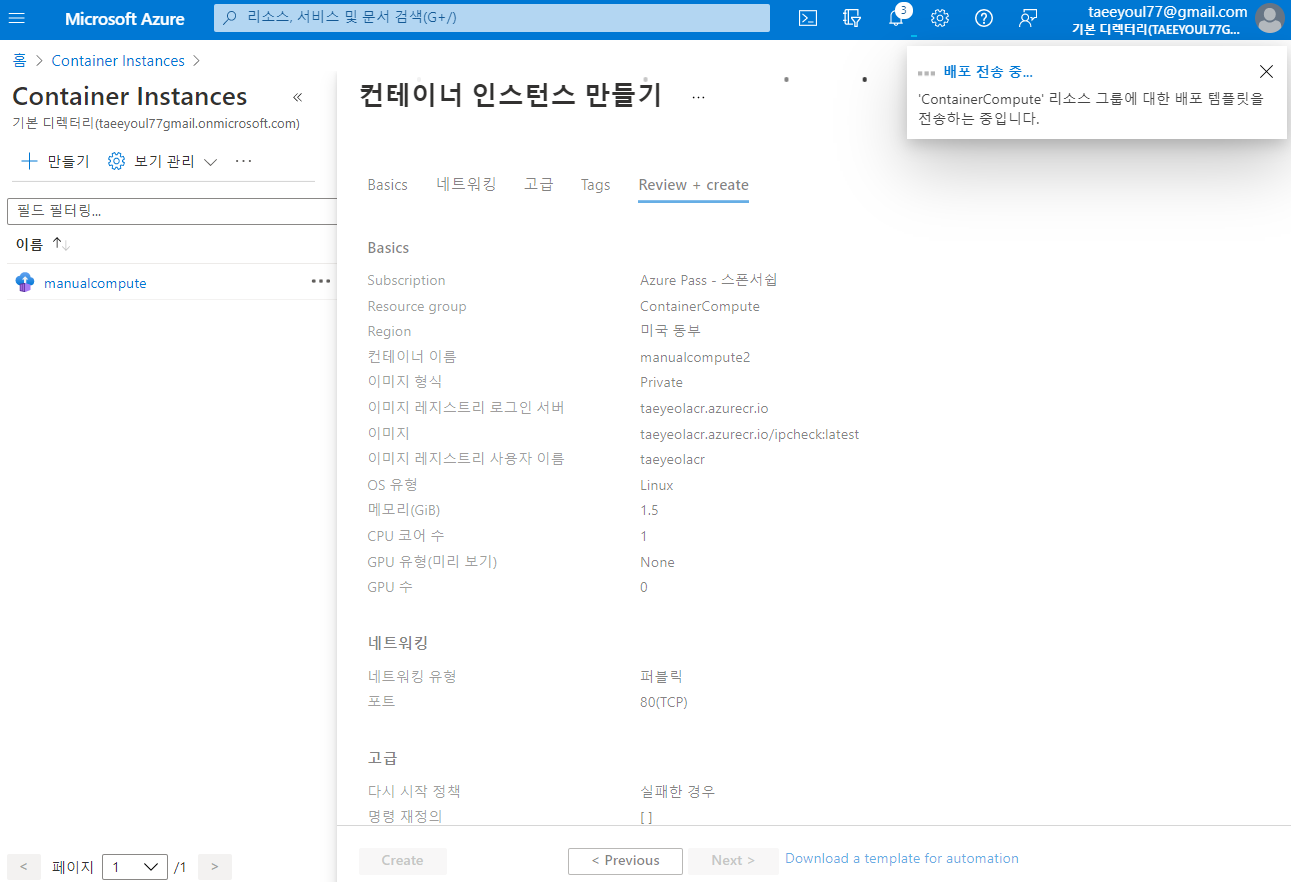 Microsoft Azure
리소스, 서비스 및 문서 검색(G+/)
3
taeeyoul77@gmail.com
기본 디렉터리(TAEEYOUL77G...
홈 > Container Instances >
Container Instances «
기본 디렉터리(taeeyoul77gmail.onmicrosoft.com)
+ 만들기 보기 관리 ...
필드 필터링...
이름 ↑↓
manualcompute ...
페이지 1 /1
컨테이너 인스턴스 만들기 ...
배포 전송 중...
'ContainerCompute' 리소스 그룹에 대한 배포 템플릿을
전송하는 중입니다.
Basics 네트워킹 고급 Tags Review + create
Basics
Subscription Azure Pass - 스폰서쉽
Resource group ContainerCompute
Region 미국 동부
컨테이너 이름 manualcompute2
이미지 형식 Private
이미지 레지스트리 로그인 서버 taeyeolacr.azurecr.io
이미지 taeyeolacr.azurecr.io/ipcheck:latest
이미지 레지스트리 사용자 이름 taeyeolacr
OS 유형 Linux
메모리(GiB) 1.5
CPU 코어 수 1
GPU 유형(미리 보기) None
GPU 수 0
네트워킹
네트워킹 유형 퍼블릭
포트 80(TCP)
고급
다시 시작 정책 실패한 경우
명령 재정의 [ ]
Create < Previous Next > Download a template for automation